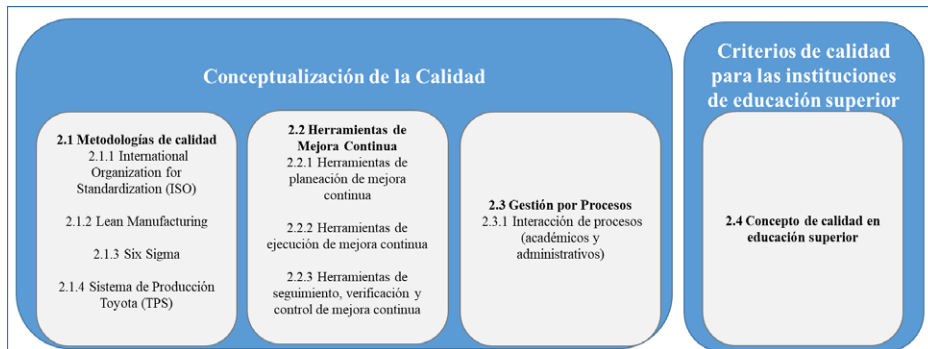 Conceptualización de la Calidad
2.1 Metodologías de calidad
2.1.1 International
Organization for
Standardization (ISO)
2.1.2 Lean Manufacturing
2.1.3 Six Sigma
2.1.4 Sistema de Producción
Toyota (TPS)
2.2 Herramientas de
Mejora Continua
2.2.1 Herramientas de
planeación de mejora
continua
2.2.2 Herramientas de
ejecución de mejora continua
2.2.3 Herramientas de
seguimiento, verificación y
control de mejora continua
2.3 Gestión por Procesos
2.3.1 Interacción de procesos
(académicos y
administrativos)
Criterios de calidad
para las instituciones
de educación superior
2.4 Concepto de calidad en
educación superior